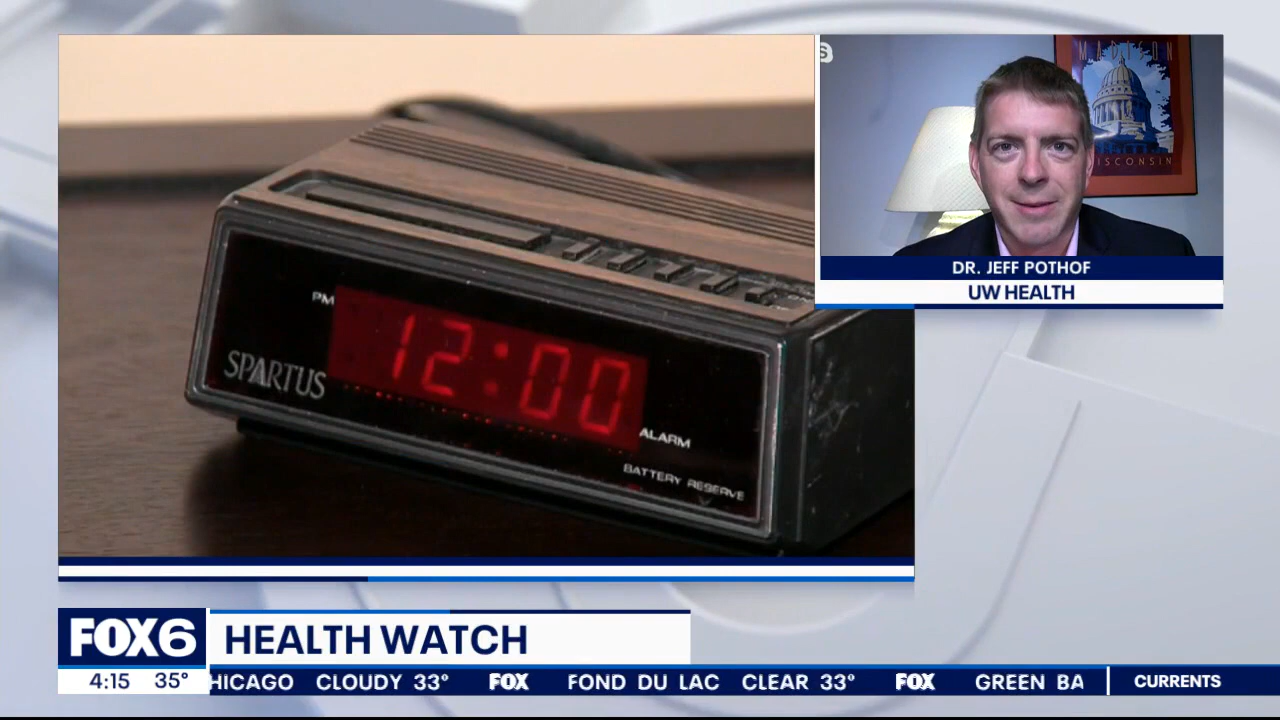 S
MADISON
WISCONSIN
DR. JEFF POTHOF
UW HEALTH
PM
12:00
SPARTUS
ALARM
BATTERY RESERVE
FOX6
HEALTH WATCH
4:15 35°
HICAGO CLOUDY 33° FOX FOND DU LAC CLEAR 33° FOX GREEN BA
CURRENTS